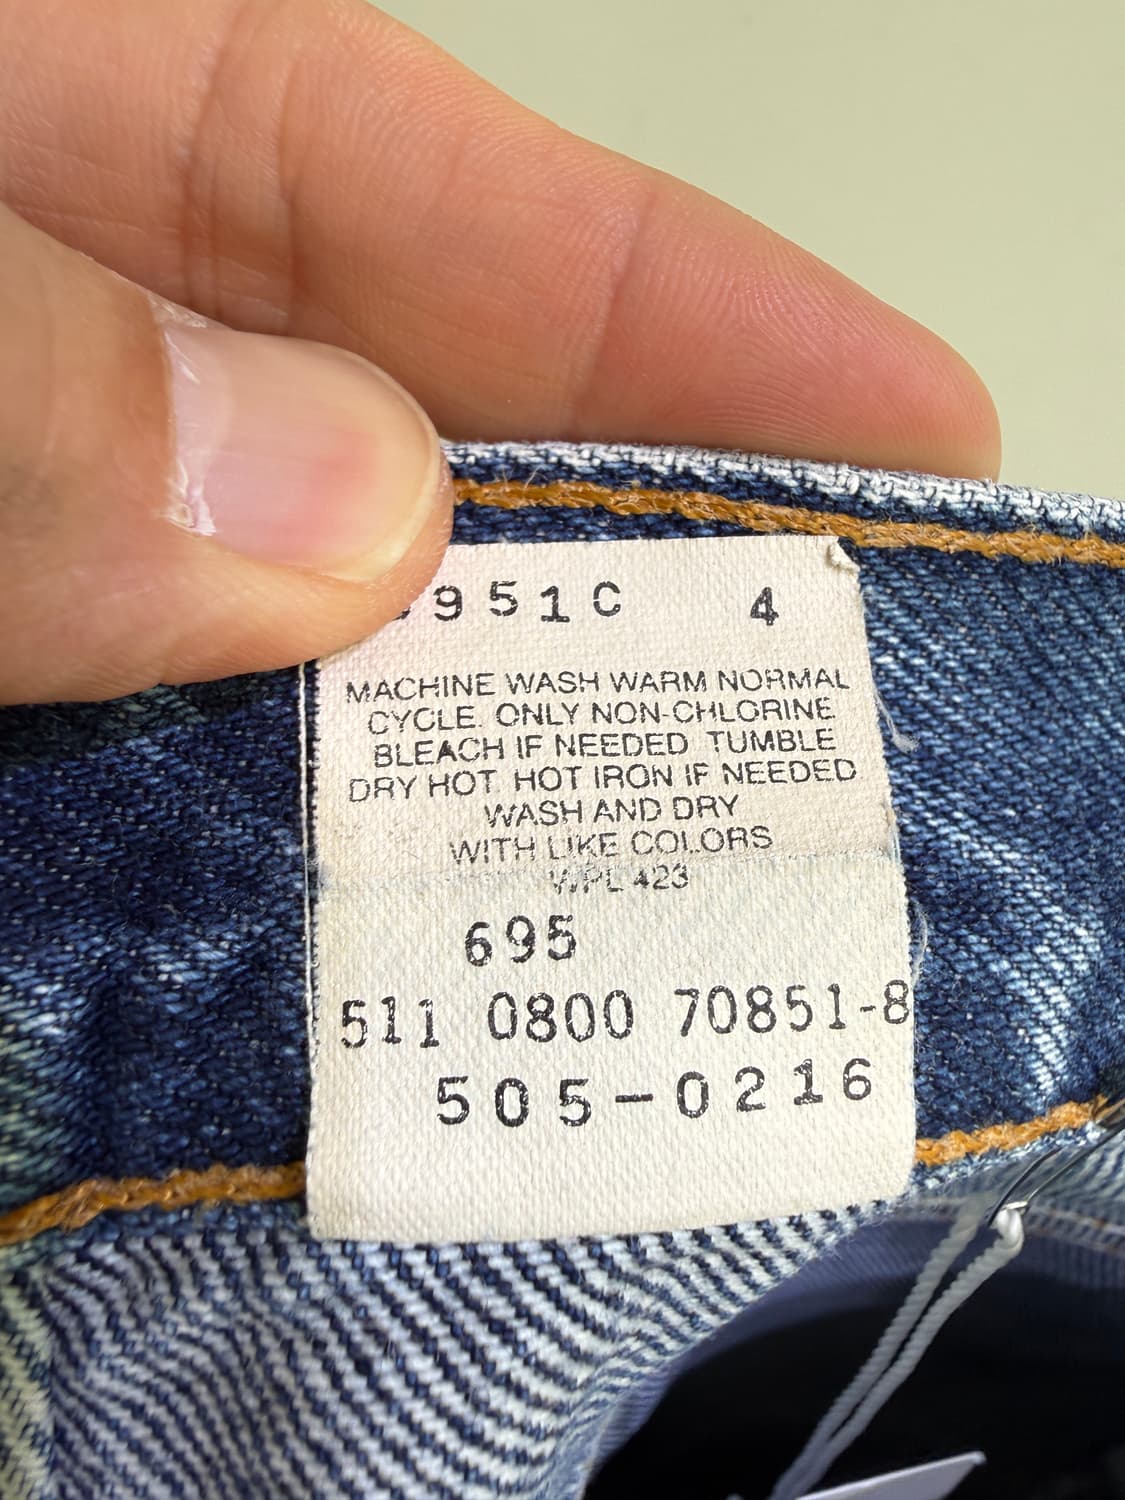 951C 4
MACHINE WASH WARM NORMAL
CYCLE. ONLY NON-CHLORINE
BLEACH IF NEEDED TUMBLE
DRY HOT. HOT IRON IF NEEDED
WASH AND DRY
WITH LIKE COLORS
WPL 423
695
511 0800 70851-8
505-0216